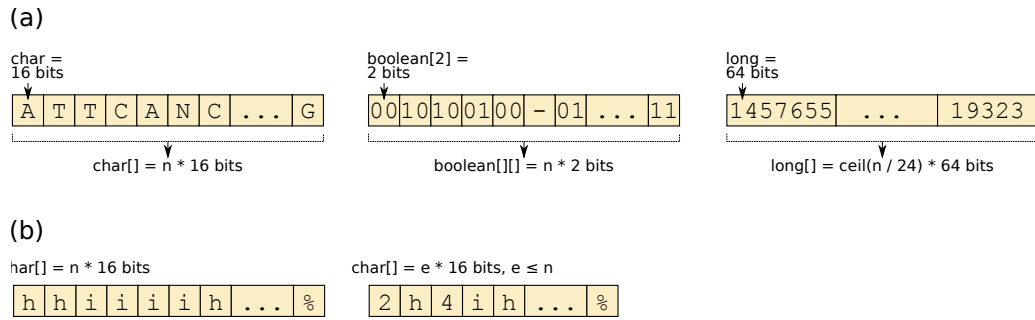 (a)
char =
16 bits
boolean[2] =
2 bits
long =
64 bits
A T T C A N C ... G
00 10 10 01 00 - 01 ... 11
1457655 ... 19323
char[] = n * 16 bits
boolean[][] = n * 2 bits
long[] = ceil(n / 24) * 64 bits
(b)
har[] = n * 16 bits
char[] = e * 16 bits, e ≤ n
h h i i i i h ... %
2 h 4 i h ... %